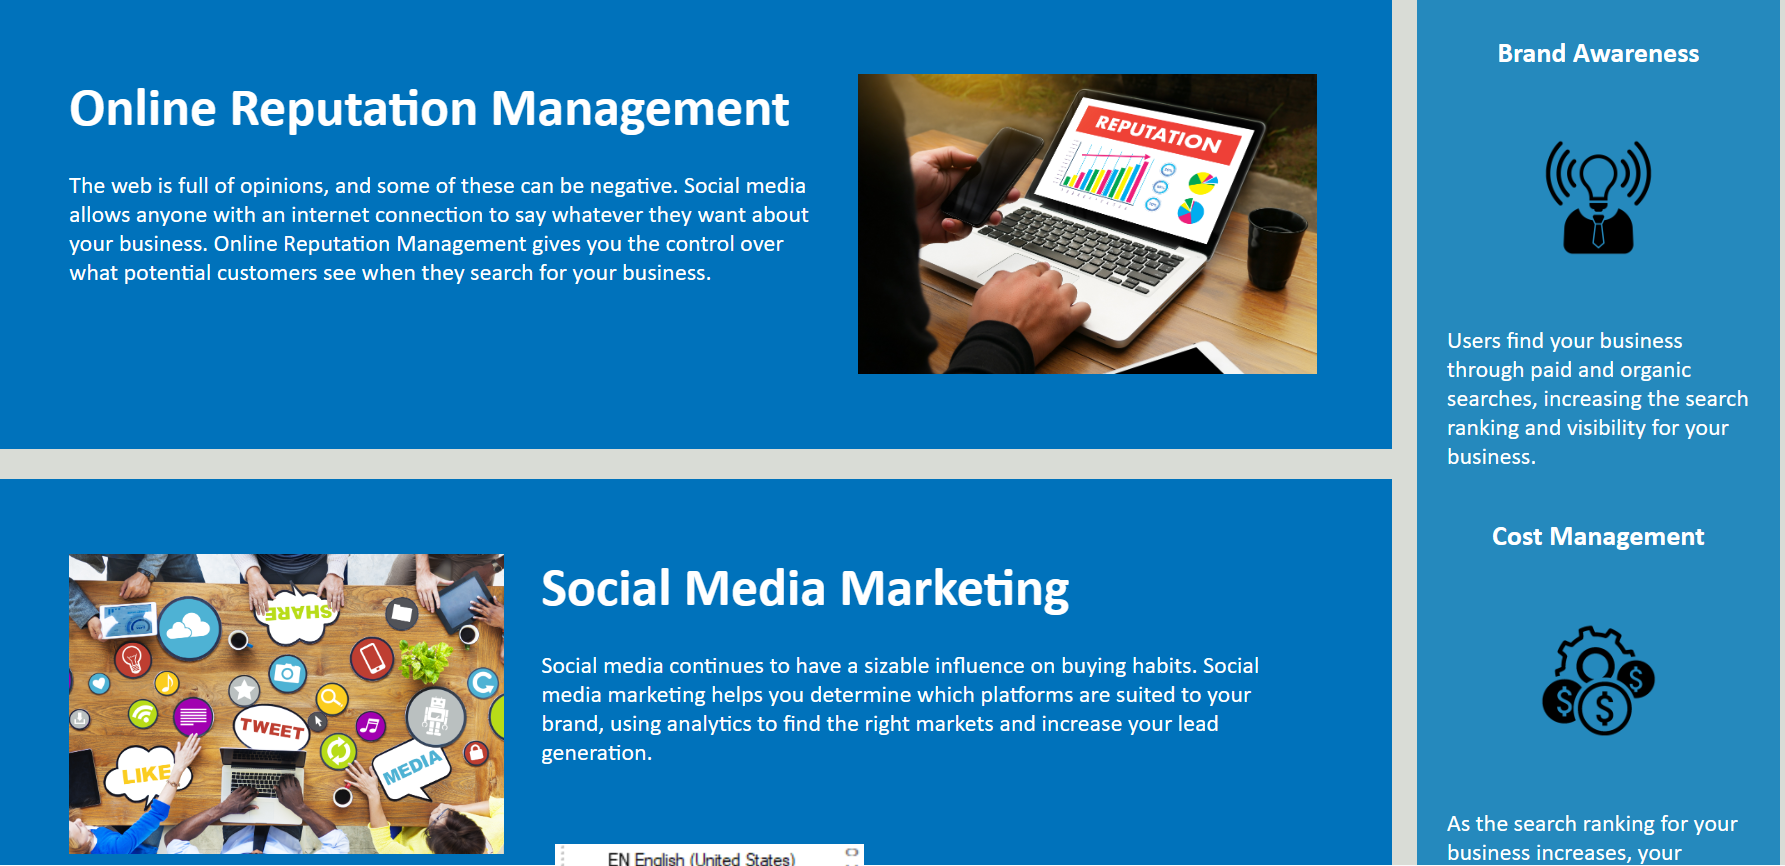 Online Reputation Management
The web is full of opinions, and some of these can be negative. Social media
allows anyone with an internet connection to say whatever they want about
your business. Online Reputation Management gives you the control over
what potential customers see when they search for your business.
REPUTATION
Social Media Marketing
Social media continues to have a sizable influence on buying habits. Social
media marketing helps you determine which platforms are suited to your
brand, using analytics to find the right markets and increase your lead
generation.
SHARE
TWEET
LIKE
MEDIA
EN English (United States)
Brand Awareness
Users find your business
through paid and organic
searches, increasing the search
ranking and visibility for your
business.
Cost Management
$
$
$
As the search ranking for your
business increases, your